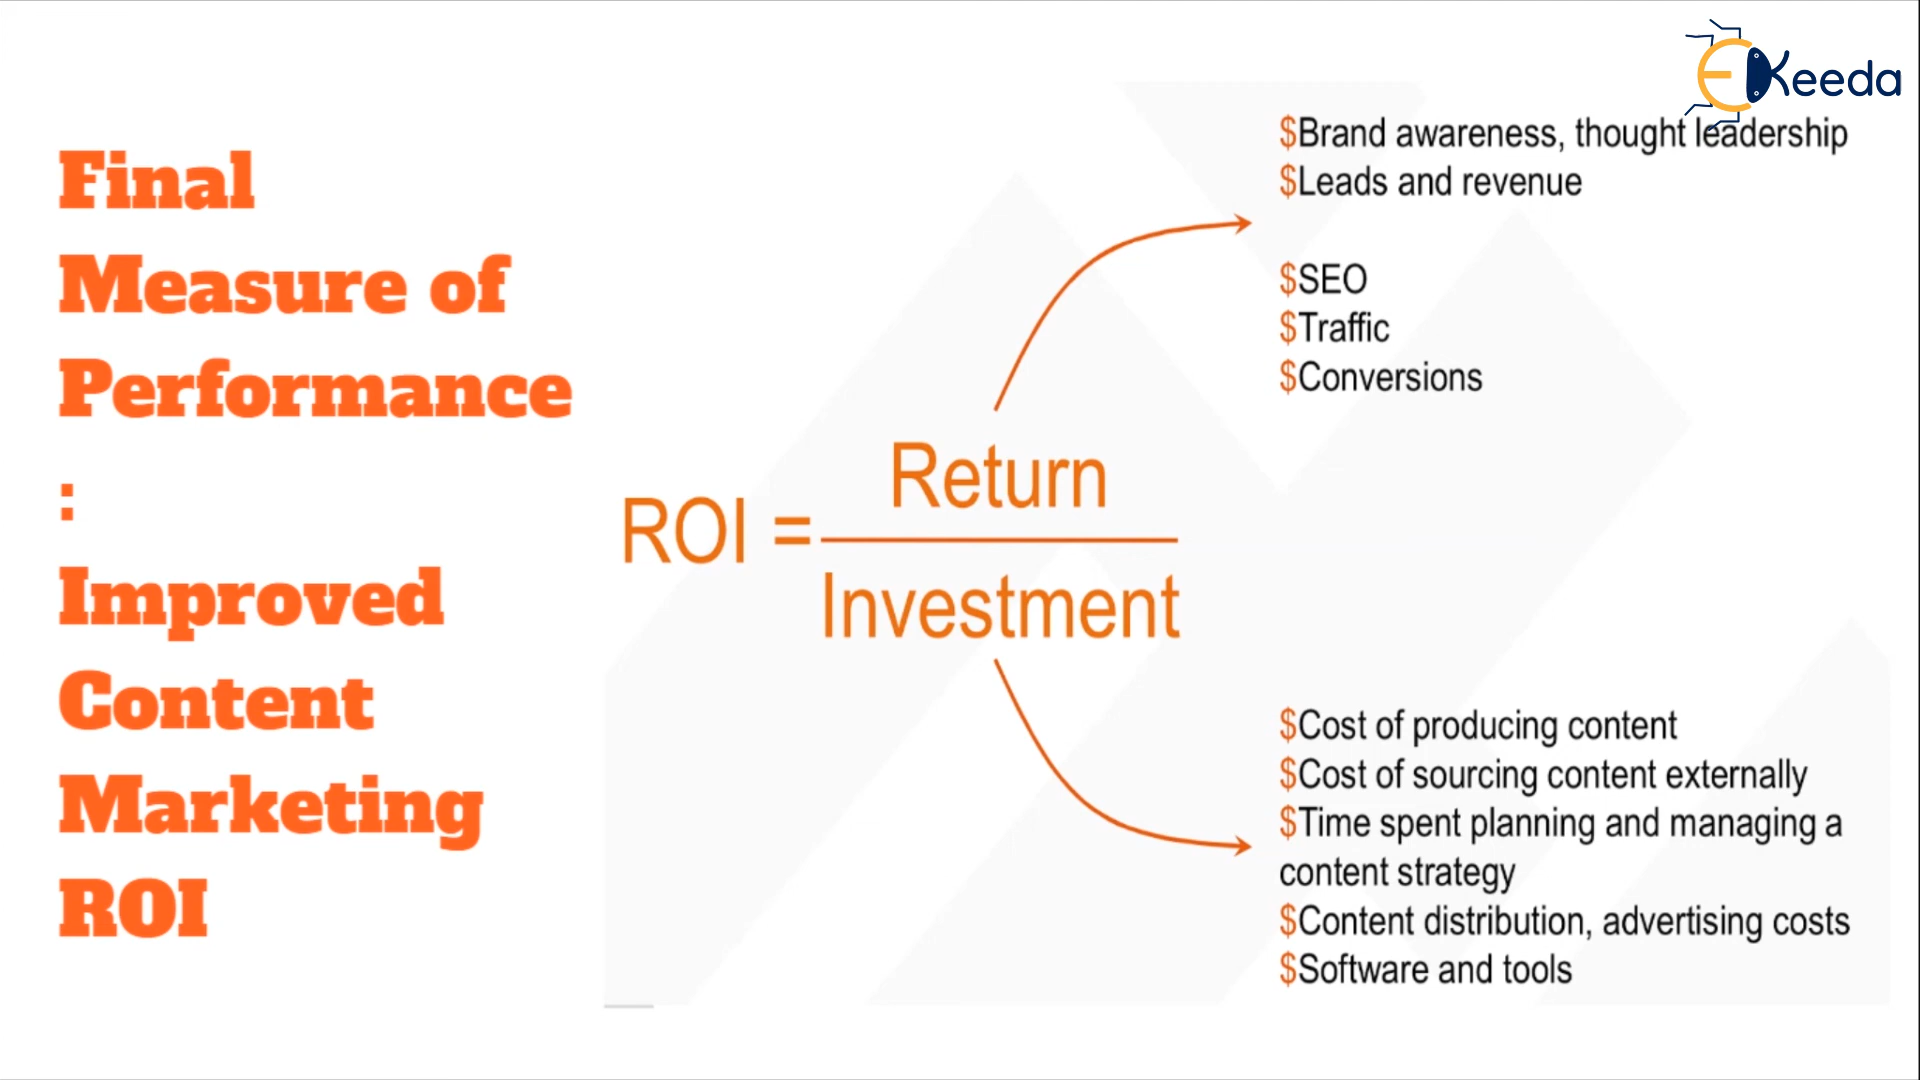 EKeeda
Final
Measure of
Performance
:
Improved
Content
Marketing
ROI
ROI =
Return
Investment
$Brand awareness, thought leadership
$Leads and revenue
$SEO
$Traffic
$Conversions
$Cost of producing content
$Cost of sourcing content externally
$Time spent planning and managing a
content strategy
$Content distribution, advertising costs
$Software and tools